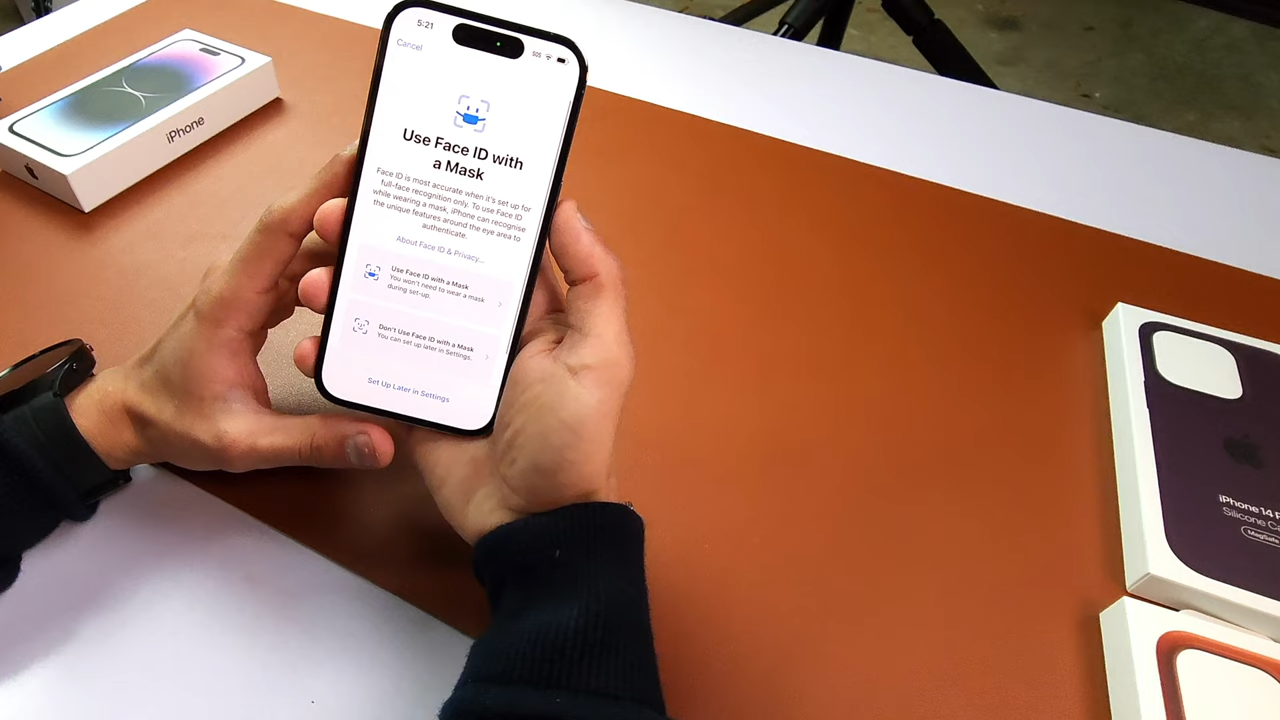 5:21
SOS
Cancel
Use Face ID with
a Mask
Face ID is most accurate when it's set up for
full-face recognition only. To use Face ID
while wearing a mask, iPhone can recognise
the unique features around the eye area to
authenticate.
About Face ID & Privacy...
Use Face ID with a Mask
You won't need to wear a mask
during set-up.
Don't Use Face ID with a Mask
You can set up later in Settings.
Set Up Later in Settings
iPhone
iPhone 14 P
Silicone Ca
MagSafe